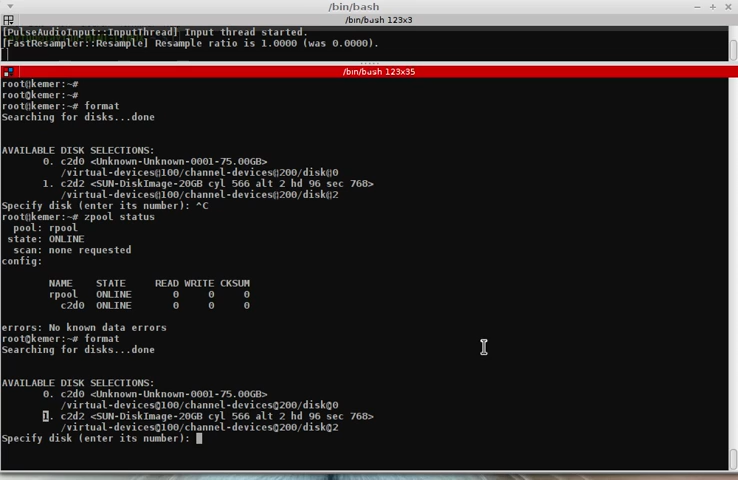 /bin/bash
/bin/bash 123x3
[PulseAudioInput::InputThread] Input thread started.
[FastResampler::Resample] Resample ratio is 1.0000 (was 0.0000).
/bin/bash 123x35
root@kemer:~#
root@kemer:~#
root@kemer:~# format
Searching for disks...done
AVAILABLE DISK SELECTIONS:
0. c2d0 <Unknown-Unknown-0001-75.00GB>
/virtual-devices@100/channel-devices@200/disk@0
1. c2d2 <SUN-DiskImage-20GB cyl 566 alt 2 hd 96 sec 768>
/virtual-devices@100/channel-devices@200/disk@2
Specify disk (enter its number): ^C
root@kemer:~# zpool status
pool: rpool
state: ONLINE
scan: none requested
config:
NAME STATE READ WRITE CKSUM
rpool ONLINE 0 0 0
c2d0 ONLINE 0 0 0
errors: No known data errors
root@kemer:~# format
Searching for disks...done
AVAILABLE DISK SELECTIONS:
0. c2d0 <Unknown-Unknown-0001-75.00GB>
/virtual-devices@100/channel-devices@200/disk@0
1. c2d2 <SUN-DiskImage-20GB cyl 566 alt 2 hd 96 sec 768>
/virtual-devices@100/channel-devices@200/disk@2
Specify disk (enter its number):